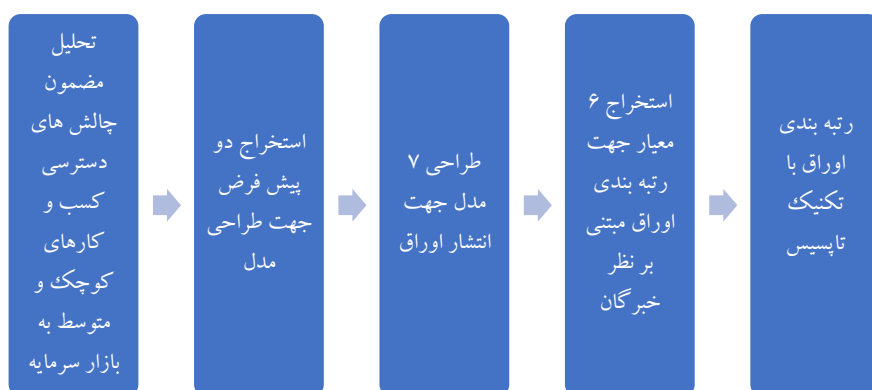 تحلیل
مضمون
چالش های
دسترسی
کسب و
کارهای
کوچک و
متوسط به
بازار سرمایه
استخراج دو
پیش فرض
جهت طراحی
مدل
طراحی ۷
مدل جهت
انتشار اوراق
استخراج ۶
معیار جهت
رتبه بندی
اوراق مبتنی
بر نظر
خبرگان
رتبه بندی
اوراق با
تکنیک
تاپسیس